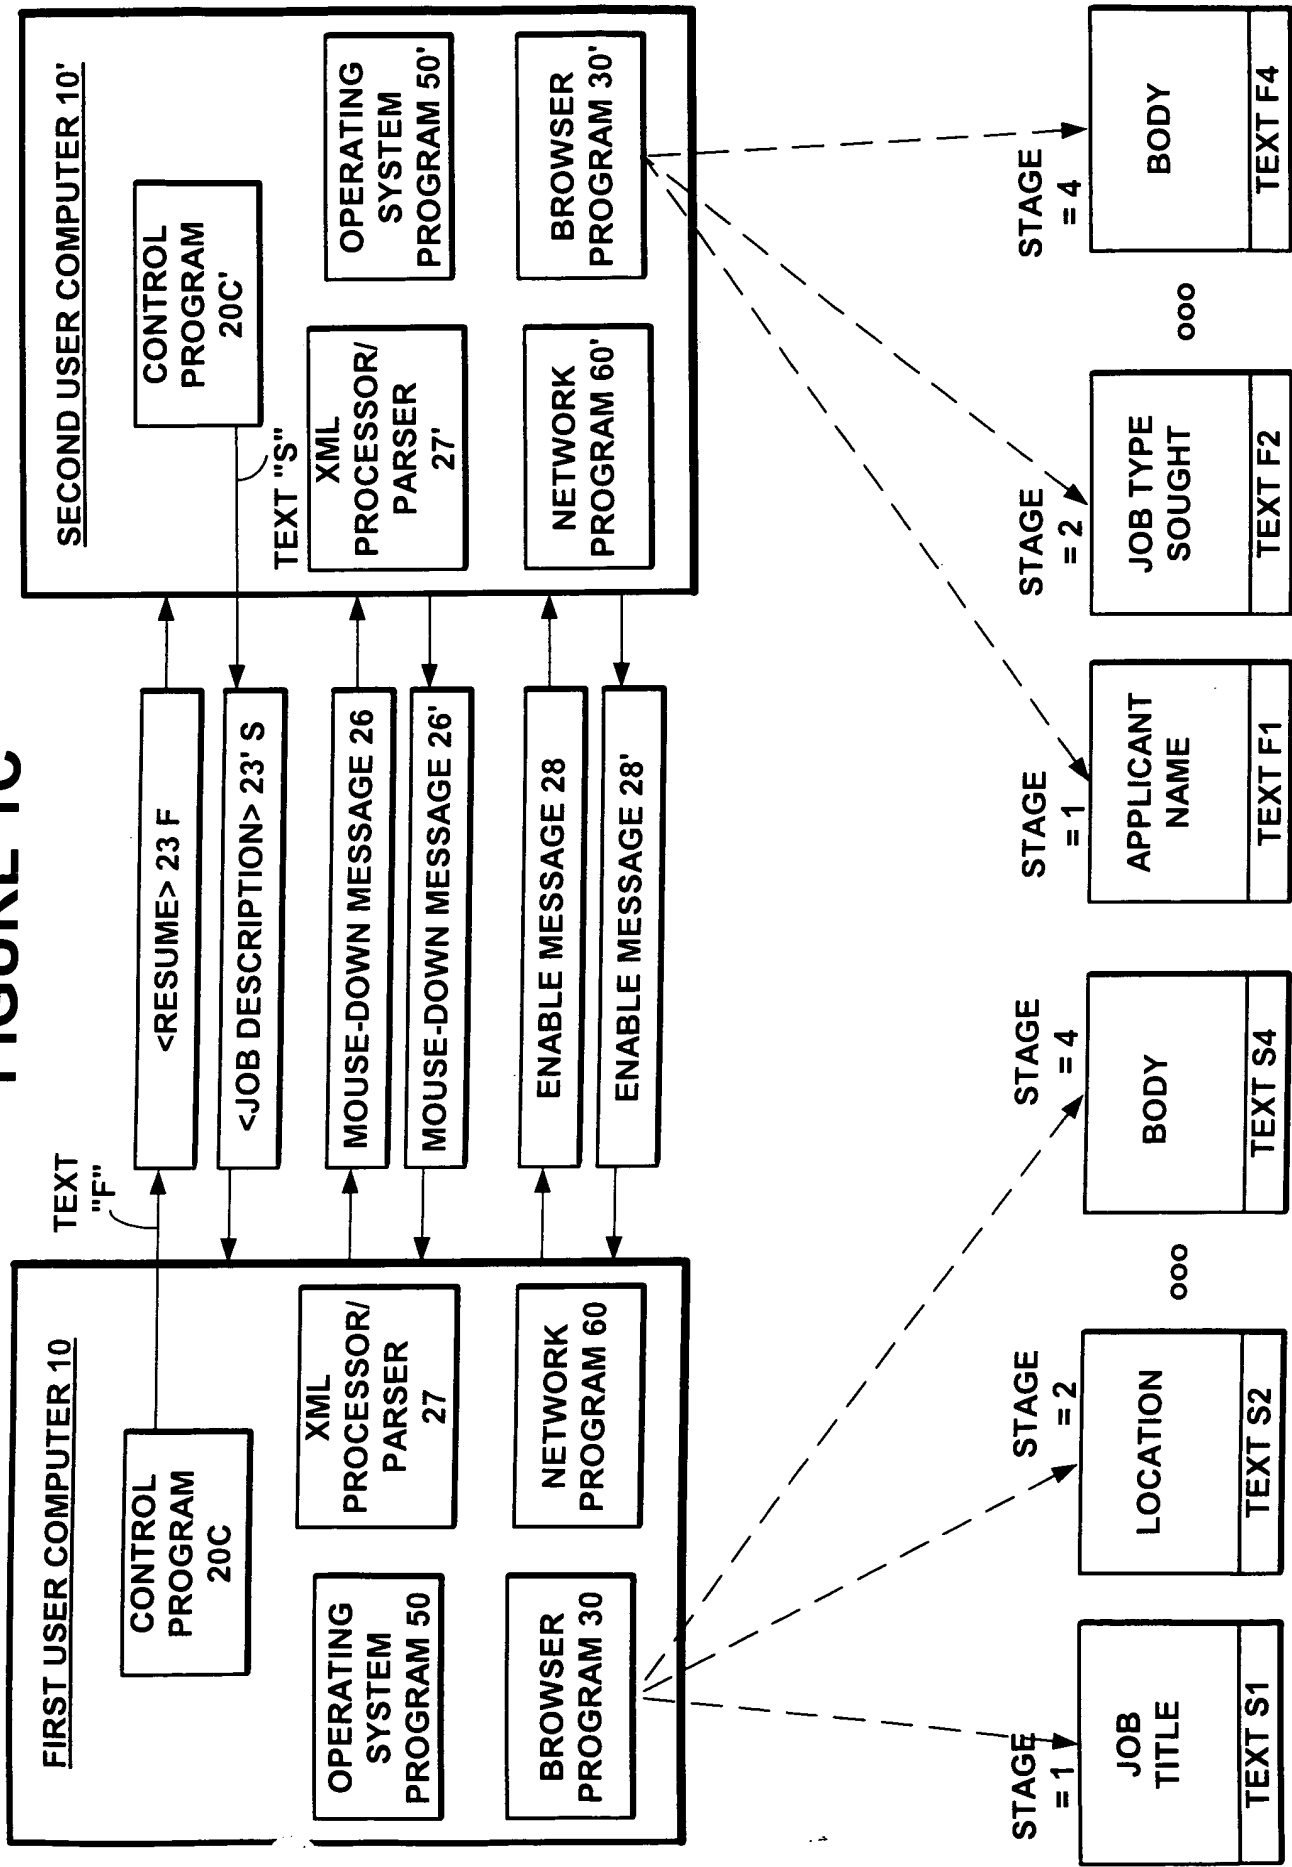 FIGURE 1C
FIRST USER COMPUTER 10
CONTROL
PROGRAM
20C
OPERATING
SYSTEM
PROGRAM 50
XML
PROCESSOR/
PARSER
27
BROWSER
PROGRAM 30
NETWORK
PROGRAM 60
TEXT
"F"
<RESUME> 23 F
<JOB DESCRIPTION> 23' S
MOUSE-DOWN MESSAGE 26
MOUSE-DOWN MESSAGE 26'
ENABLE MESSAGE 28
ENABLE MESSAGE 28'
SECOND USER COMPUTER 10'
CONTROL
PROGRAM
20C'
TEXT "S"
XML
PROCESSOR/
PARSER
27'
OPERATING
SYSTEM
PROGRAM 50'
NETWORK
PROGRAM 60'
BROWSER
PROGRAM 30'
STAGE
= 1
JOB
TITLE
TEXT S1
STAGE
= 2
LOCATION
TEXT S2
ooo
STAGE
= 4
BODY
TEXT S4
STAGE
= 1
APPLICANT
NAME
TEXT F1
STAGE
= 2
JOB TYPE
SOUGHT
TEXT F2
ooo
STAGE
= 4
BODY
TEXT F4